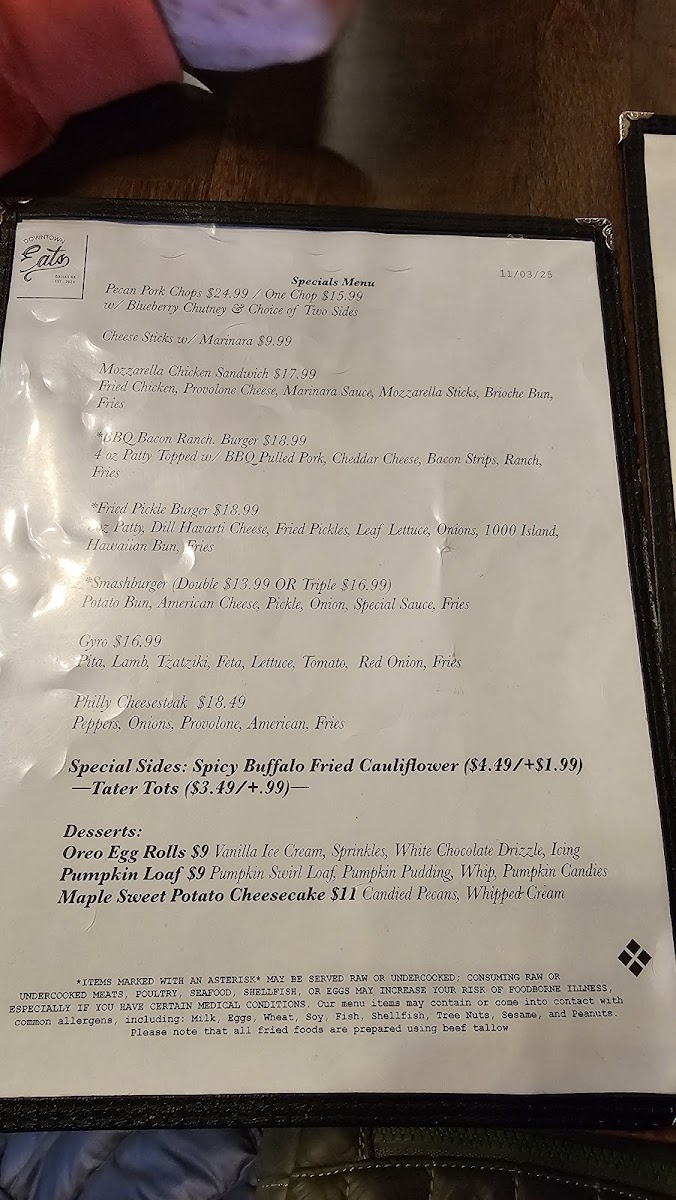 DOWNTOWN
Eats
Specials Menu
11/03/25
Pecan Pork Chops $24.99 / One Chop $15.99
w/ Blueberry Chutney & Choice of Two Sides
Cheese Sticks w/ Marinara $9.99
Mozzarella Chicken Sandwich $17.99
Fried Chicken, Provolone Cheese, Marinara Sauce, Mozzarella Sticks, Brioche Bun,
Fries
*BBQ Bacon Ranch. Burger $18.99
4 oz Patty Topped w/ BBQ Pulled Pork, Cheddar Cheese, Bacon Strips, Ranch,
Fries
*Fried Pickle Burger $18.99
oz Patty, Dill Havarti Cheese, Fried Pickles, Leaf Lettuce, Onions, 1000 Island,
Hawaiian Bun, Fries
*Smashburger (Double $13.99 OR Triple $16.99)
Potato Bun, American Cheese, Pickle, Onion, Special Sauce, Fries
Gyro $16.99
Pita, Lamb, Tzatziki, Feta, Lettuce, Tomato, Red Onion, Fries
Philly Cheesesteak $18.49
Peppers, Onions, Provolone, American, Fries
Special Sides: Spicy Buffalo Fried Cauliflower ($4.49/+$1.99)
—Tater Tots ($3.49/+.99)—
Desserts:
Oreo Egg Rolls $9 Vanilla Ice Cream, Sprinkles, White Chocolate Drizzle, Icing
Pumpkin Loaf $9 Pumpkin Swirl Loaf, Pumpkin Pudding, Whip, Pumpkin Candies
Maple Sweet Potato Cheesecake $11 Candied Pecans, Whipped Cream
*ITEMS MARKED WITH AN ASTERISK* MAY BE SERVED RAW OR UNDERCOOKED; CONSUMING RAW OR
UNDERCOOKED MEATS, POULTRY, SEAFOOD, SHELLFISH, OR EGGS MAY INCREASE YOUR RISK OF FOODBORNE ILLNESS,
ESPECIALLY IF YOU HAVE CERTAIN MEDICAL CONDITIONS. Our menu items may contain or come into contact with
common allergens, including: Milk, Eggs, Wheat, Soy, Fish, Shellfish, Tree Nuts, Sesame, and Peanuts.
Please note that all fried foods are prepared using beef tallow